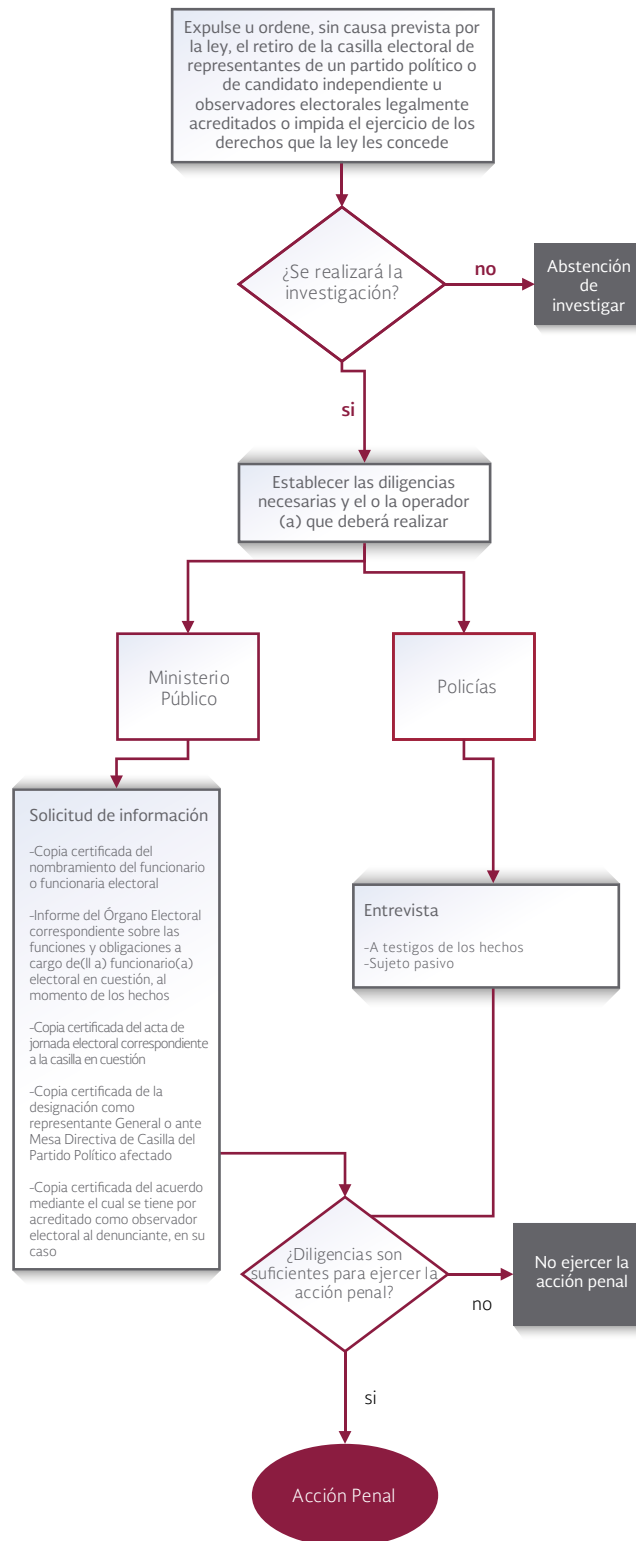 Expulse u ordene, sin causa prevista por
la ley, el retiro de la casilla electoral de
representantes de un partido político o
de candidato independiente u
observadores electorales legalmente
acreditados o impida el ejercicio de los
derechos que la ley les concede
¿Se realizará la
investigación?
no
Abstención
de
investigar
si
Establecer las diligencias
necesarias y el o la operador
(a) que deberá realizar
Ministerio
Público
Policías
Solicitud de información
-Copia certificada del
nombramiento del funcionario
o funcionaria electoral
-Informe del Órgano Electoral
correspondiente sobre las
funciones y obligaciones a
cargo de(ll a) funcionario(a)
electoral en cuestión, al
momento de los hechos
-Copia certificada del acta de
jornada electoral correspondiente
a la casilla en cuestión
-Copia certificada de la
designación como
representante General o ante
Mesa Directiva de Casilla del
Partido Político afectado
-Copia certificada del acuerdo
mediante el cual se tiene por
acreditado como observador
electoral al denunciante, en su
caso
Entrevista
-A testigos de los hechos
-Sujeto pasivo
¿Diligencias son
suficientes para ejercer la
acción penal?
no
No ejercer la
acción penal
si
Acción Penal